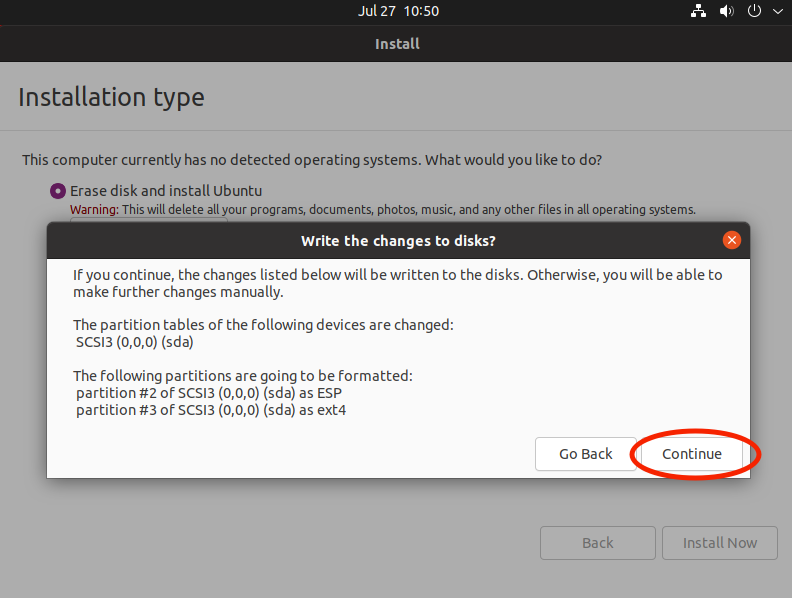 Jul 27 10:50
Install
Installation type
This computer currently has no detected operating systems. What would you like to do?
Erase disk and install Ubuntu
Warning: This will delete all your programs, documents, photos, music, and any other files in all operating systems.
Write the changes to disks?
If you continue, the changes listed below will be written to the disks. Otherwise, you will be able to
make further changes manually.
The partition tables of the following devices are changed:
SCSI3 (0,0,0) (sda)
The following partitions are going to be formatted:
partition #2 of SCSI3 (0,0,0) (sda) as ESP
partition #3 of SCSI3 (0,0,0) (sda) as ext4
Go Back
Continue
Back
Install Now